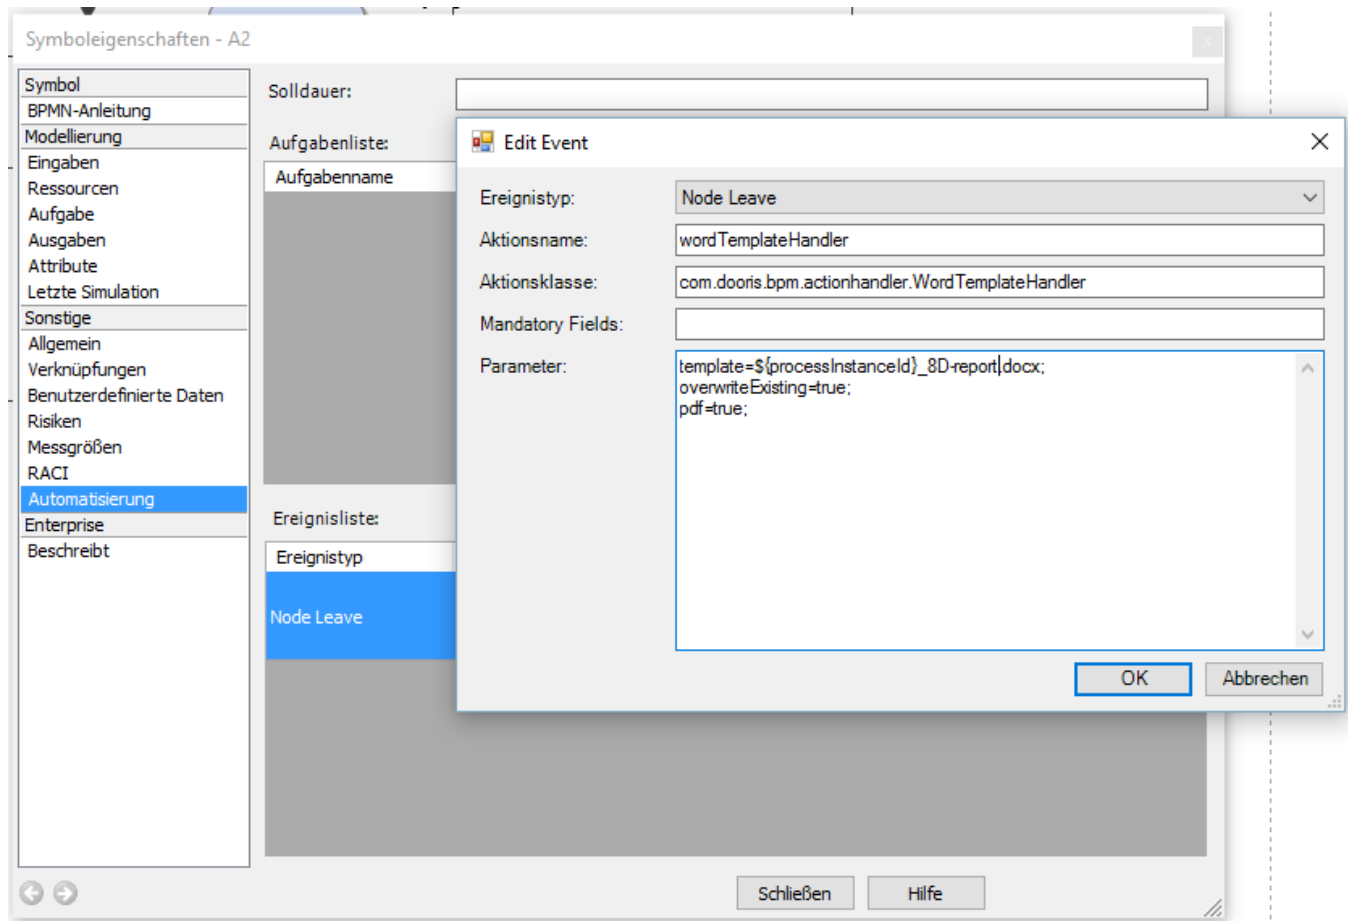 Symboleigenschaften - A2
Symbol
BPMN-Anleitung
Modellierung
Eingaben
Ressourcen
Aufgabe
Ausgaben
Attribute
Letzte Simulation
Sonstige
Allgemein
Verknüpfungen
Benutzerdefinierte Daten
Risiken
Messgrößen
RACI
Automatisierung
Enterprise
Beschreibt
Solldauer:
Aufgabenliste:
Aufgabenname
Ereignisliste:
Ereignistyp
Node Leave
Edit Event
Ereignistyp: Node Leave
Aktionsname: wordTemplateHandler
Aktionsklasse: com.dooris.bpm.actionhandler.WordTemplateHandler
Mandatory Fields:
Parameter: template=${processInstanceId}_8D-report.docx;
overwriteExisting=true;
pdf=true;
OK Abbrechen
Schließen Hilfe